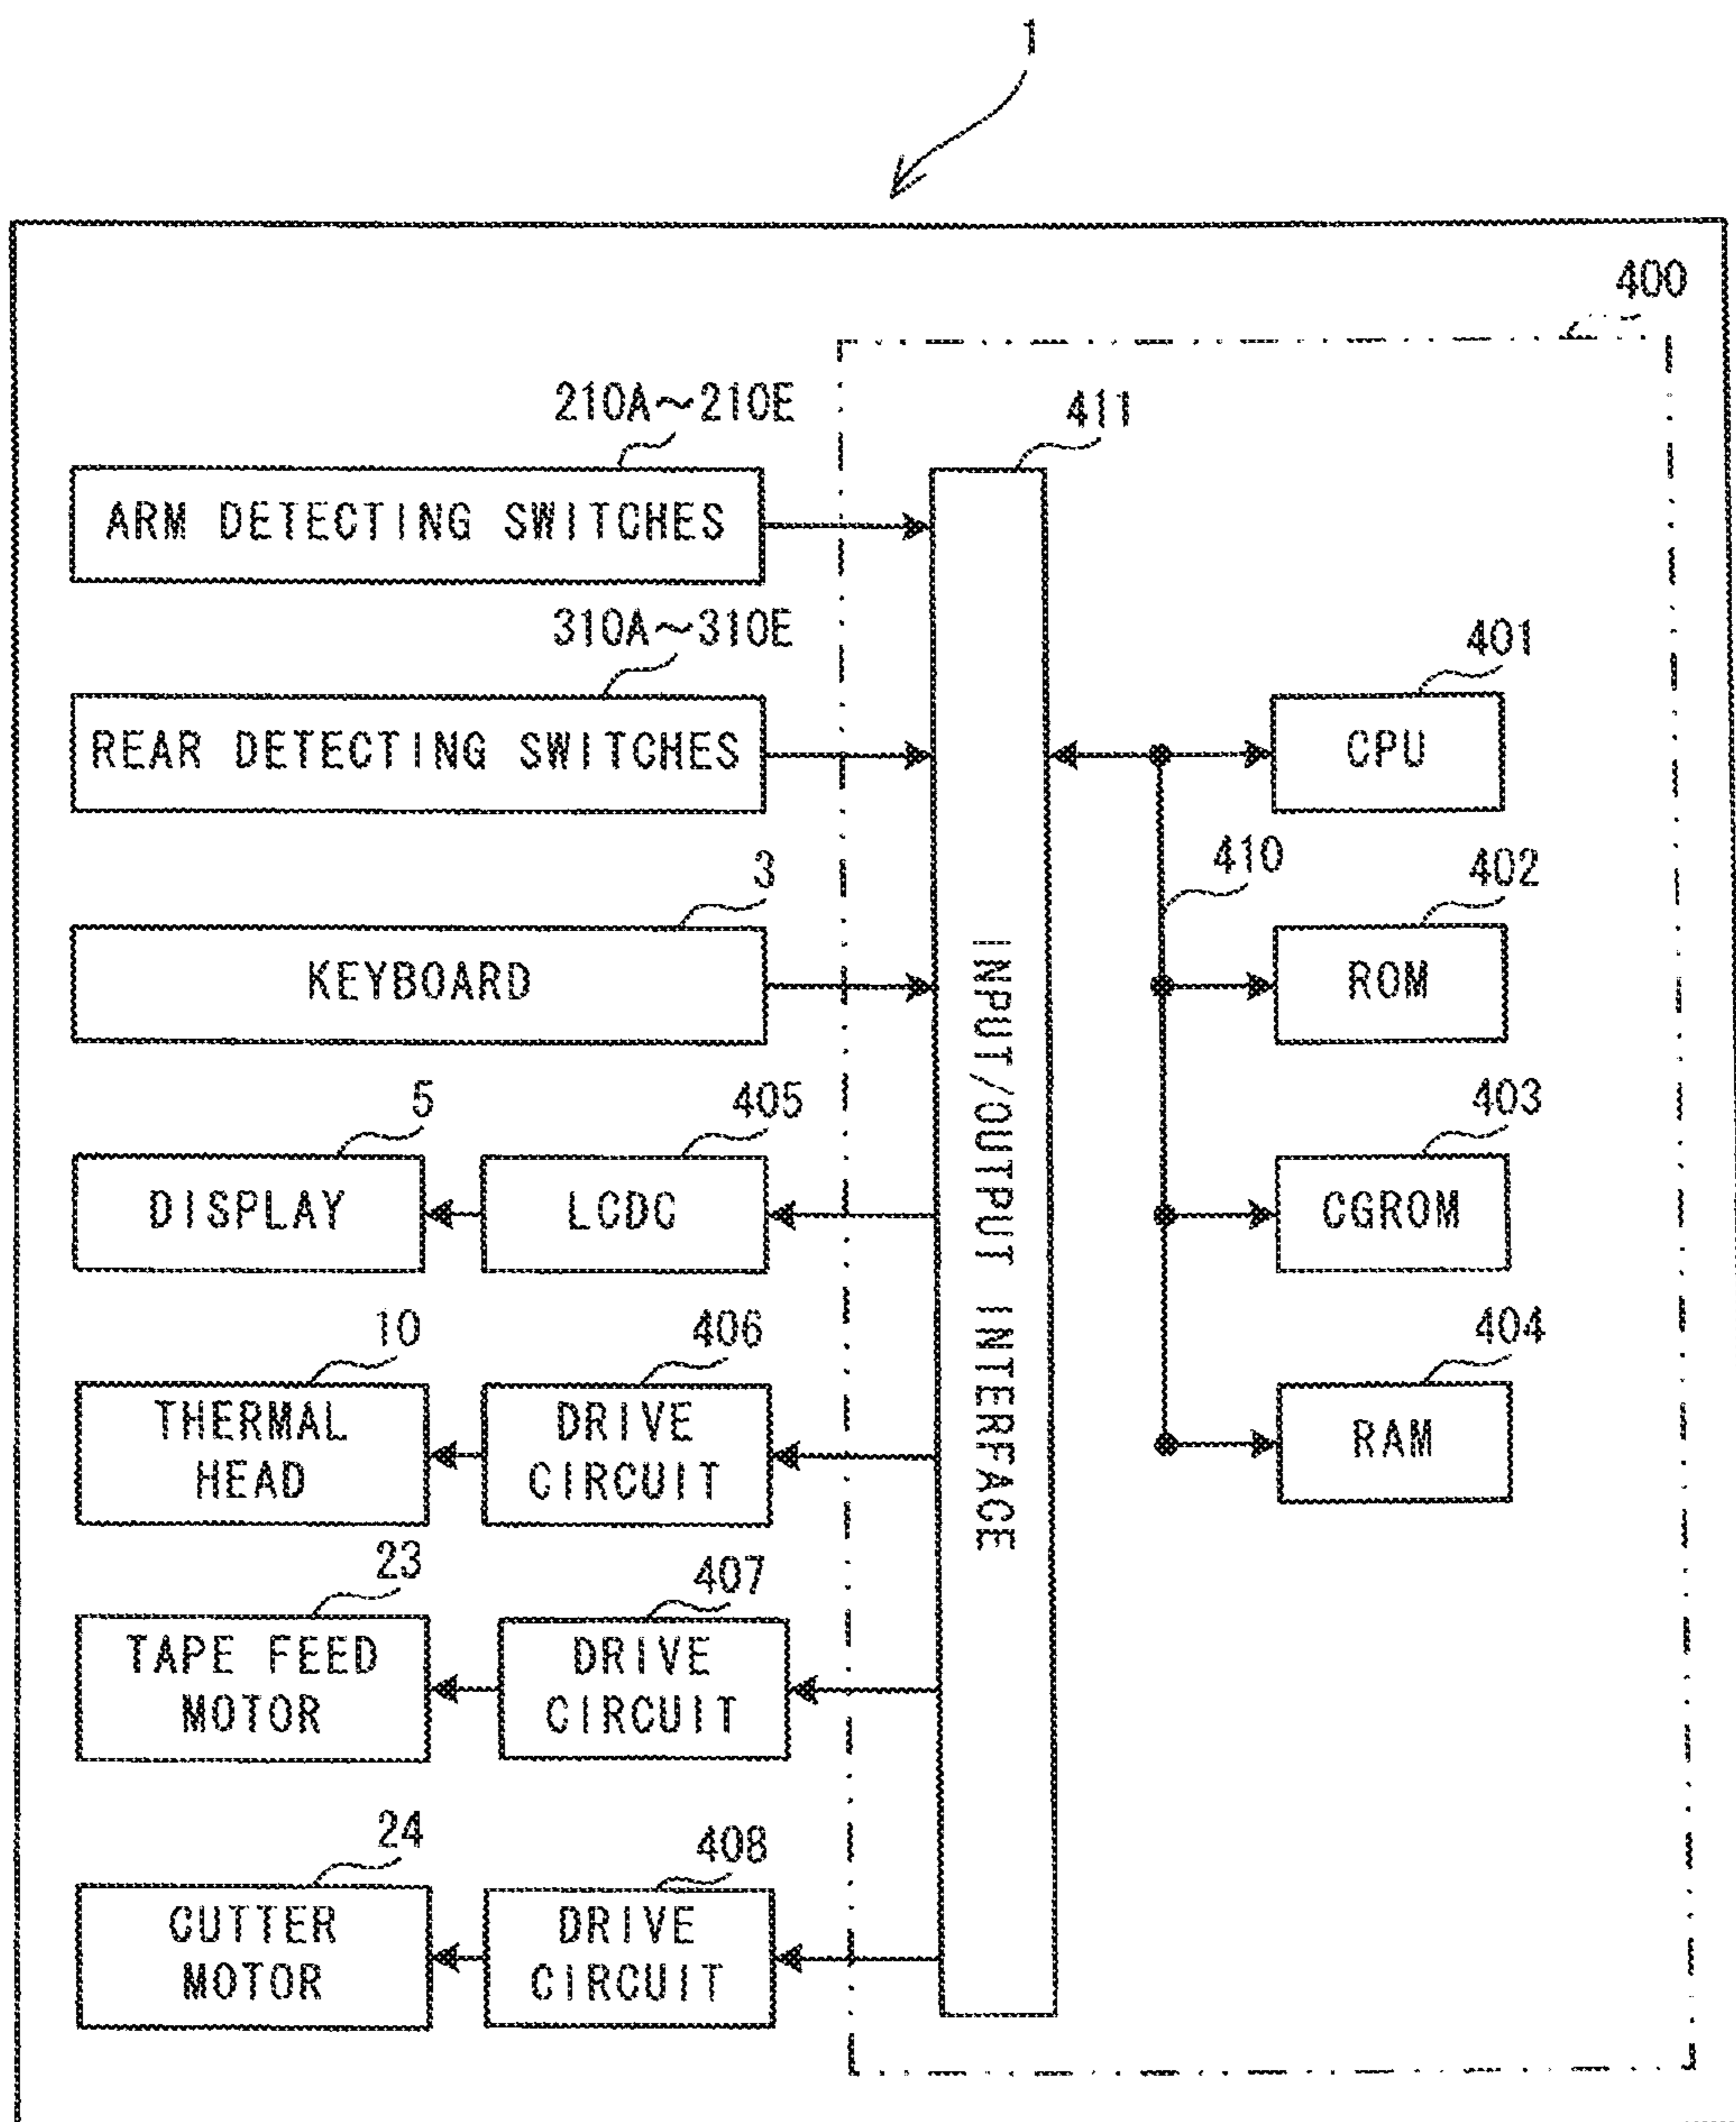 1
400
210A~210E
411
ARM DETECTING SWITCHES
310A~310E
401
REAR DETECTING SWITCHES
CPU
410
3
402
KEYBOARD
ROM
INPUT/OUTPUT INTERFACE
5
405
403
DISPLAY
LCDC
CGROM
10
406
404
THERMAL
HEAD
DRIVE
CIRCUIT
RAM
23
407
TAPE FEED
MOTOR
DRIVE
CIRCUIT
24
408
CUTTER
MOTOR
DRIVE
CIRCUIT